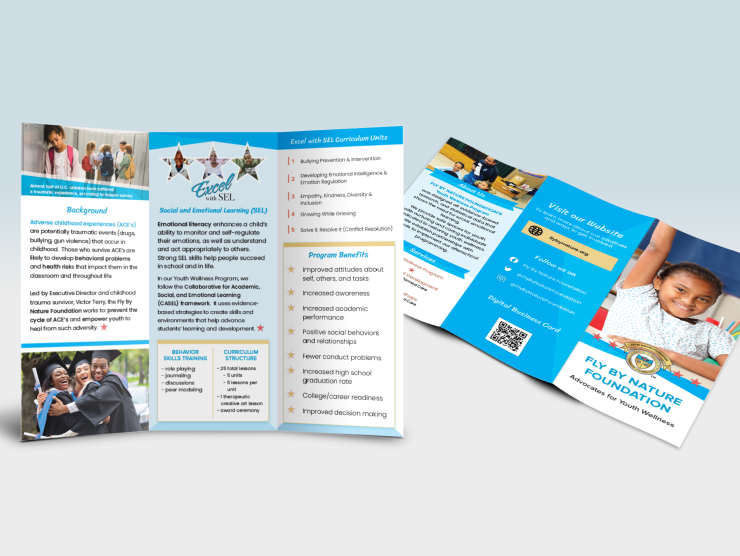 Almost half of D.C. children have suffered
a traumatic experience, according to federal survey
Background
Adverse childhood experiences (ACE's)
are potentially traumatic events (drugs,
bullying, gun violence) that occur in
childhood. Those who survive ACE's are
likely to develop behavioral problems
and health risks that impact them in the
classroom and throughout life.
Led by Executive Director and childhood
trauma survivor, Victor Terry, the Fly By
Nature Foundation works to: prevent the
cycle of ACE's and empower youth to
heal from such adversity.
Excel
with SEL
Social and Emotional Learning (SEL)
Emotional literacy enhances a child's
ability to monitor and self-regulate
their emotions, as well as understand
and act appropriately to others.
Strong SEL skills help people succeed
in school and in life.
In our Youth Wellness Program, we
follow the Collaborative for Academic,
Social, and Emotional Learning
(CASEL) framework. It uses evidence-
based strategies to create skills and
environments that help advance
students' learning and development.
BEHAVIOR
SKILLS TRAINING
- role playing
- journaling
- discussions
- peer modeling
CURRICULUM
STRUCTURE
- 25 total lessons
- 5 units
- 5 lessons per
unit
- 1 therapeutic
creative art lesson
- award ceremony
Excel with SEL Curriculum Units
1 Bullying Prevention & Intervention
2 Developing Emotional Intelligence &
Emotion Regulation
3 Empathy, Kindness, Diversity &
Inclusion
4 Growing While Grieving
5 Solve It, Resolve It (Conflict Resolution)
Program Benefits
Improved attitudes about
self, others, and tasks
Increased awareness
Increased academic
performance
Positive social behaviors
and relationships
Fewer conduct problems
Increased high school
graduation rate
College/career readiness
Improved decision making
About Us
FLY BY NATURE FOUNDATION'S
Youth Wellness Program
Services
Visit our Website
to learn more about our initiatives
and ways to get involved
flybynature.org
Follow us on
Fly By Nature Foundation
@FlyByNatureFoundation
Digital Business Card
FLY BY NATURE
FOUNDATION
Advocates for Youth Wellness